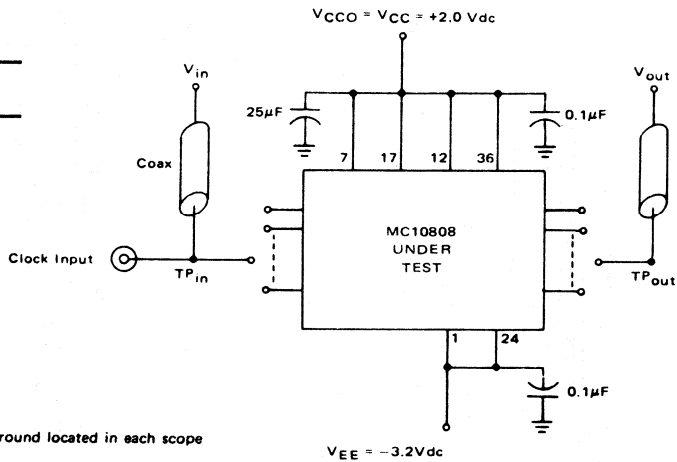 VCCO = VCC = +2.0 Vdc
Vin
Vout
25µF
0.1µF
7 17 12 36
Coax
MC10808
UNDER
TEST
Clock Input
TPin
TPout
1 24
0.1µF
round located in each scope
VEE = −3.2Vdc